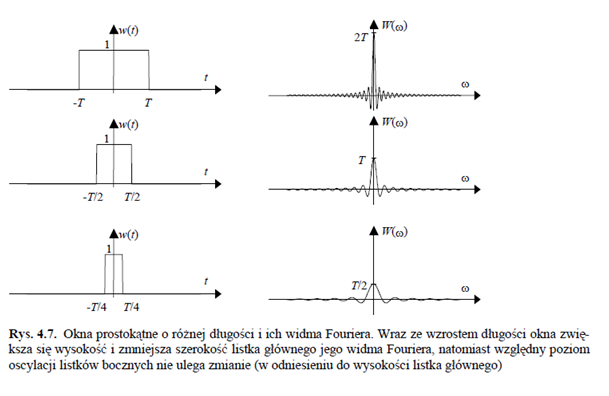 w(t)
1
t
-T
T
W(ω)
2T
ω
w(t)
1
t
-T/2
T/2
W(ω)
T
ω
w(t)
1
t
-T/4
T/4
W(ω)
T/2
ω
Rys. 4.7. Okna prostokątne o różnej długości i ich widma Fouriera. Wraz ze wzrostem długości okna zwię-
ksza się wysokość i zmniejsza szerokość listka głównego jego widma Fouriera, natomiast względny poziom
oscylacji listków bocznych nie ulega zmianie (w odniesieniu do wysokości listka głównego)